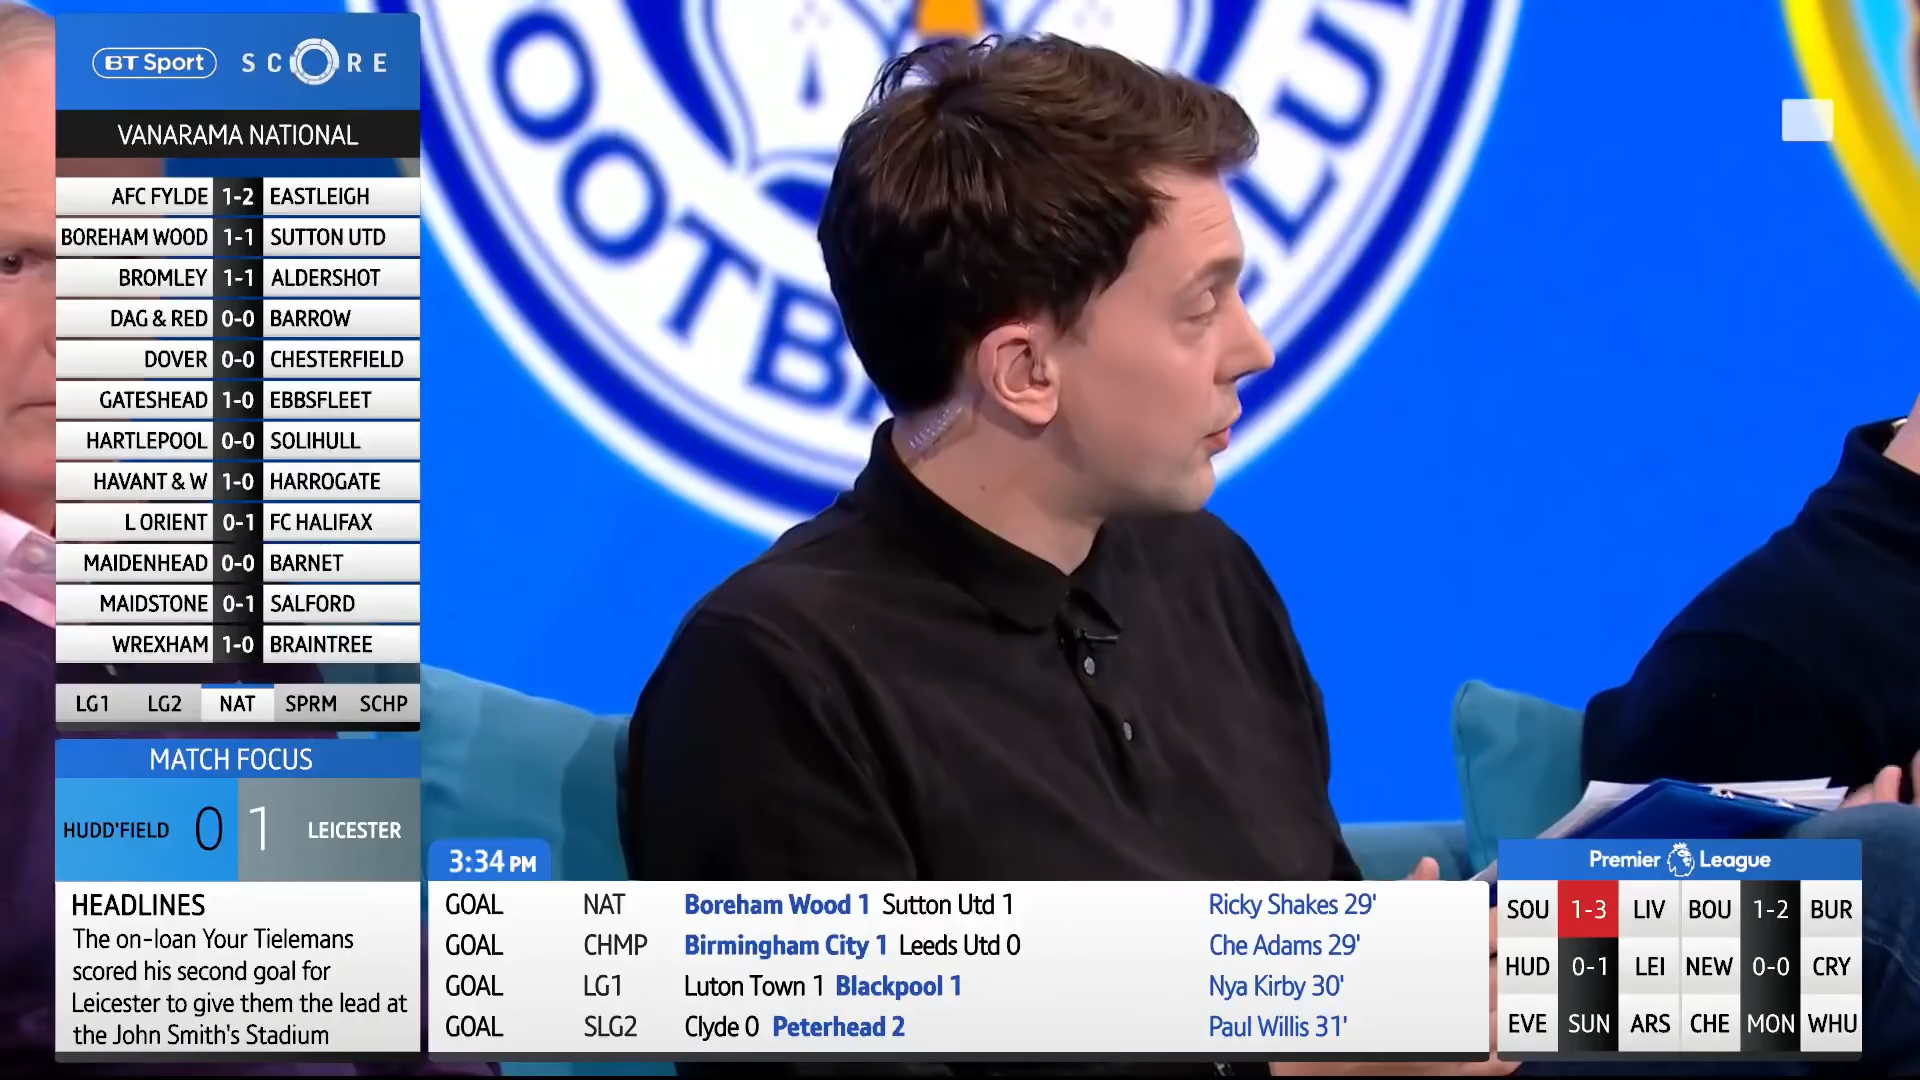 BT Sport SCORE
VANARAMA NATIONAL
AFC FYLDE 1-2 EASTLEIGH
BOREHAM WOOD 1-1 SUTTON UTD
BROMLEY 1-1 ALDERSHOT
DAG & RED 0-0 BARROW
DOVER 0-0 CHESTERFIELD
GATESHEAD 1-0 EBBSFLEET
HARTLEPOOL 0-0 SOLIHULL
HAVANT & W 1-0 HARROGATE
L ORIENT 0-1 FC HALIFAX
MAIDENHEAD 0-0 BARNET
MAIDSTONE 0-1 SALFORD
WREXHAM 1-0 BRAINTREE
LG1 LG2 NAT SPRM SCHP
MATCH FOCUS
HUDD'FIELD 0 1 LEICESTER
HEADLINES
The on-loan Your Tielemans
scored his second goal for
Leicester to give them the lead at
the John Smith's Stadium
3:34 PM
GOAL NAT Boreham Wood 1 Sutton Utd 1 Ricky Shakes 29'
GOAL CHMP Birmingham City 1 Leeds Utd 0 Che Adams 29'
GOAL LG1 Luton Town 1 Blackpool 1 Nya Kirby 30'
GOAL SLG2 Clyde 0 Peterhead 2 Paul Willis 31'
Premier League
SOU 1-3 LIV BOU 1-2 BUR
HUD 0-1 LEI NEW 0-0 CRY
EVE SUN ARS CHE MON WHU